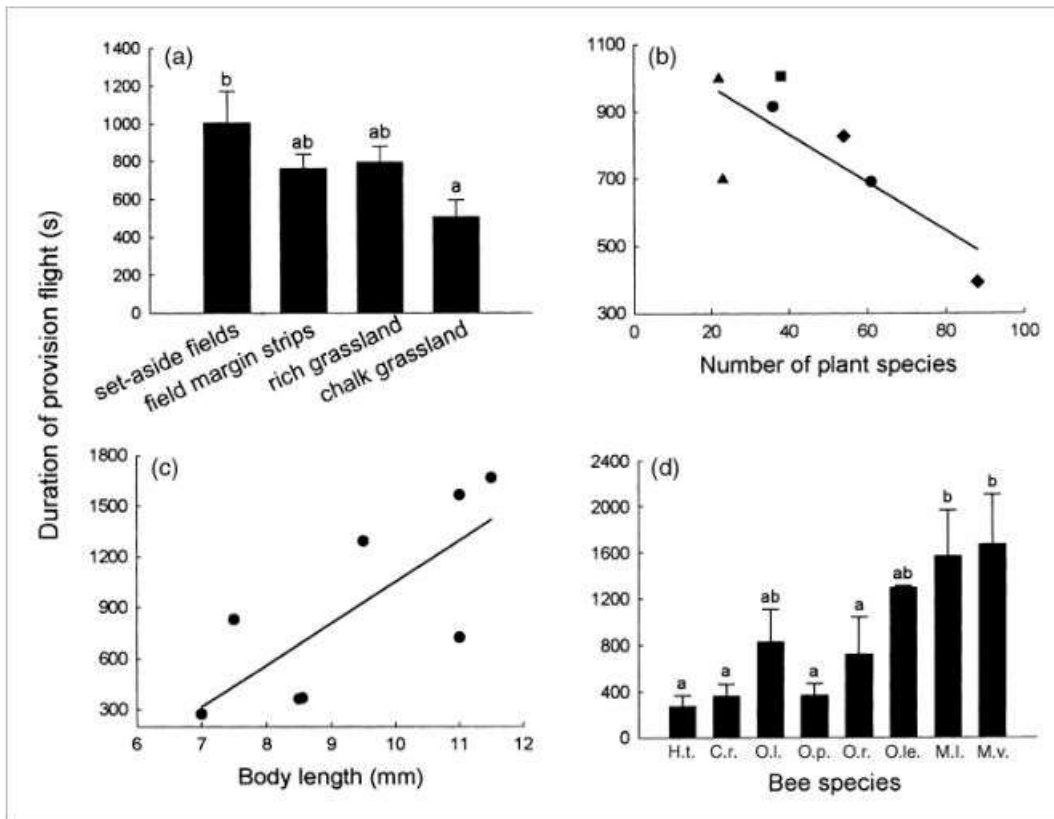 Duration of provision flight (s)
(a)
1400
1200
1000
800
600
400
200
0
b
ab
ab
a
set-aside fields
field margin strips
rich grassland
chalk grassland
(b)
1100
900
700
500
300
0 20 40 60 80 100
Number of plant species
(c)
1800
1500
1200
900
600
300
6 7 8 9 10 11 12
Body length (mm)
(d)
2400
2000
1600
1200
800
400
0
a a ab a a ab b b
H.t. C.r. O.l. O.p. O.r. O.le. M.l. M.v.
Bee species